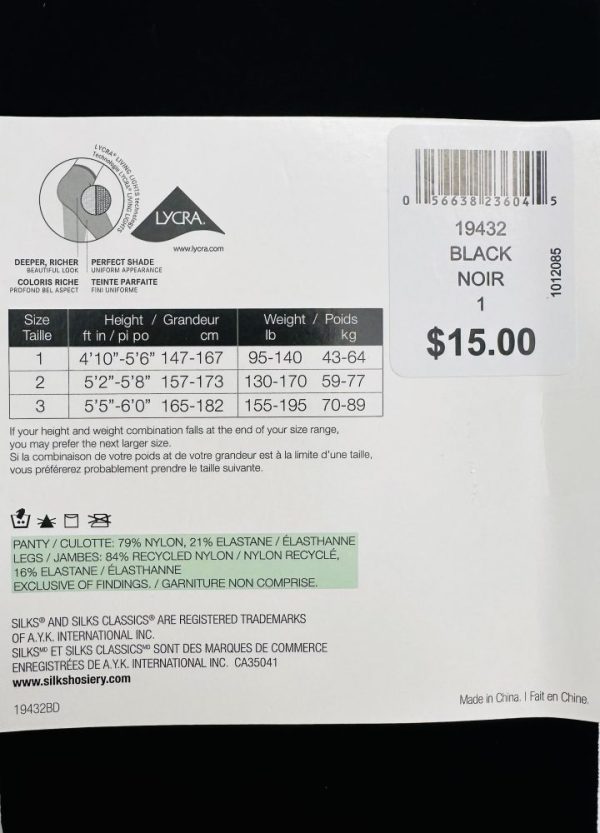 LYCRA® LIVING LIGHTS technology
Technologie LYCRA® LIVING LIGHTS
LYCRA.
www.lycra.com
DEEPER, RICHER
BEAUTIFUL LOOK
PERFECT SHADE
UNIFORM APPEARANCE
COLORIS RICHE
PROFOND BEL ASPECT
TEINTE PARFAITE
FINI UNIFORME
0 56638 23604 5
19432
BLACK
NOIR
1
$15.00
1012085
Size Height / Grandeur Weight / Poids
Taille ft in / pi po cm lb kg
1 4'10"-5'6" 147-167 95-140 43-64
2 5'2"-5'8" 157-173 130-170 59-77
3 5'5"-6'0" 165-182 155-195 70-89
If your height and weight combination falls at the end of your size range,
you may prefer the next larger size.
Si la combinaison de votre poids at de votre grandeur est à la limite d'une taille,
vous préférerez probablement prendre le taille suivante.
PANTY / CULOTTE: 79% NYLON, 21% ELASTANE / ÉLASTHANNE
LEGS / JAMBES: 84% RECYCLED NYLON / NYLON RECYCLÉ,
16% ELASTANE / ÉLASTHANNE
EXCLUSIVE OF FINDINGS. / GARNITURE NON COMPRISE.
SILKS® AND SILKS CLASSICS® ARE REGISTERED TRADEMARKS
OF A.Y.K. INTERNATIONAL INC.
SILKSᴹᴰ ET SILKS CLASSICSᴹᴰ SONT DES MARQUES DE COMMERCE
ENREGISTRÉES DE A.Y.K. INTERNATIONAL INC. CA35041
www.silkshosiery.com
19432BD
Made in China. I Fait en Chine.